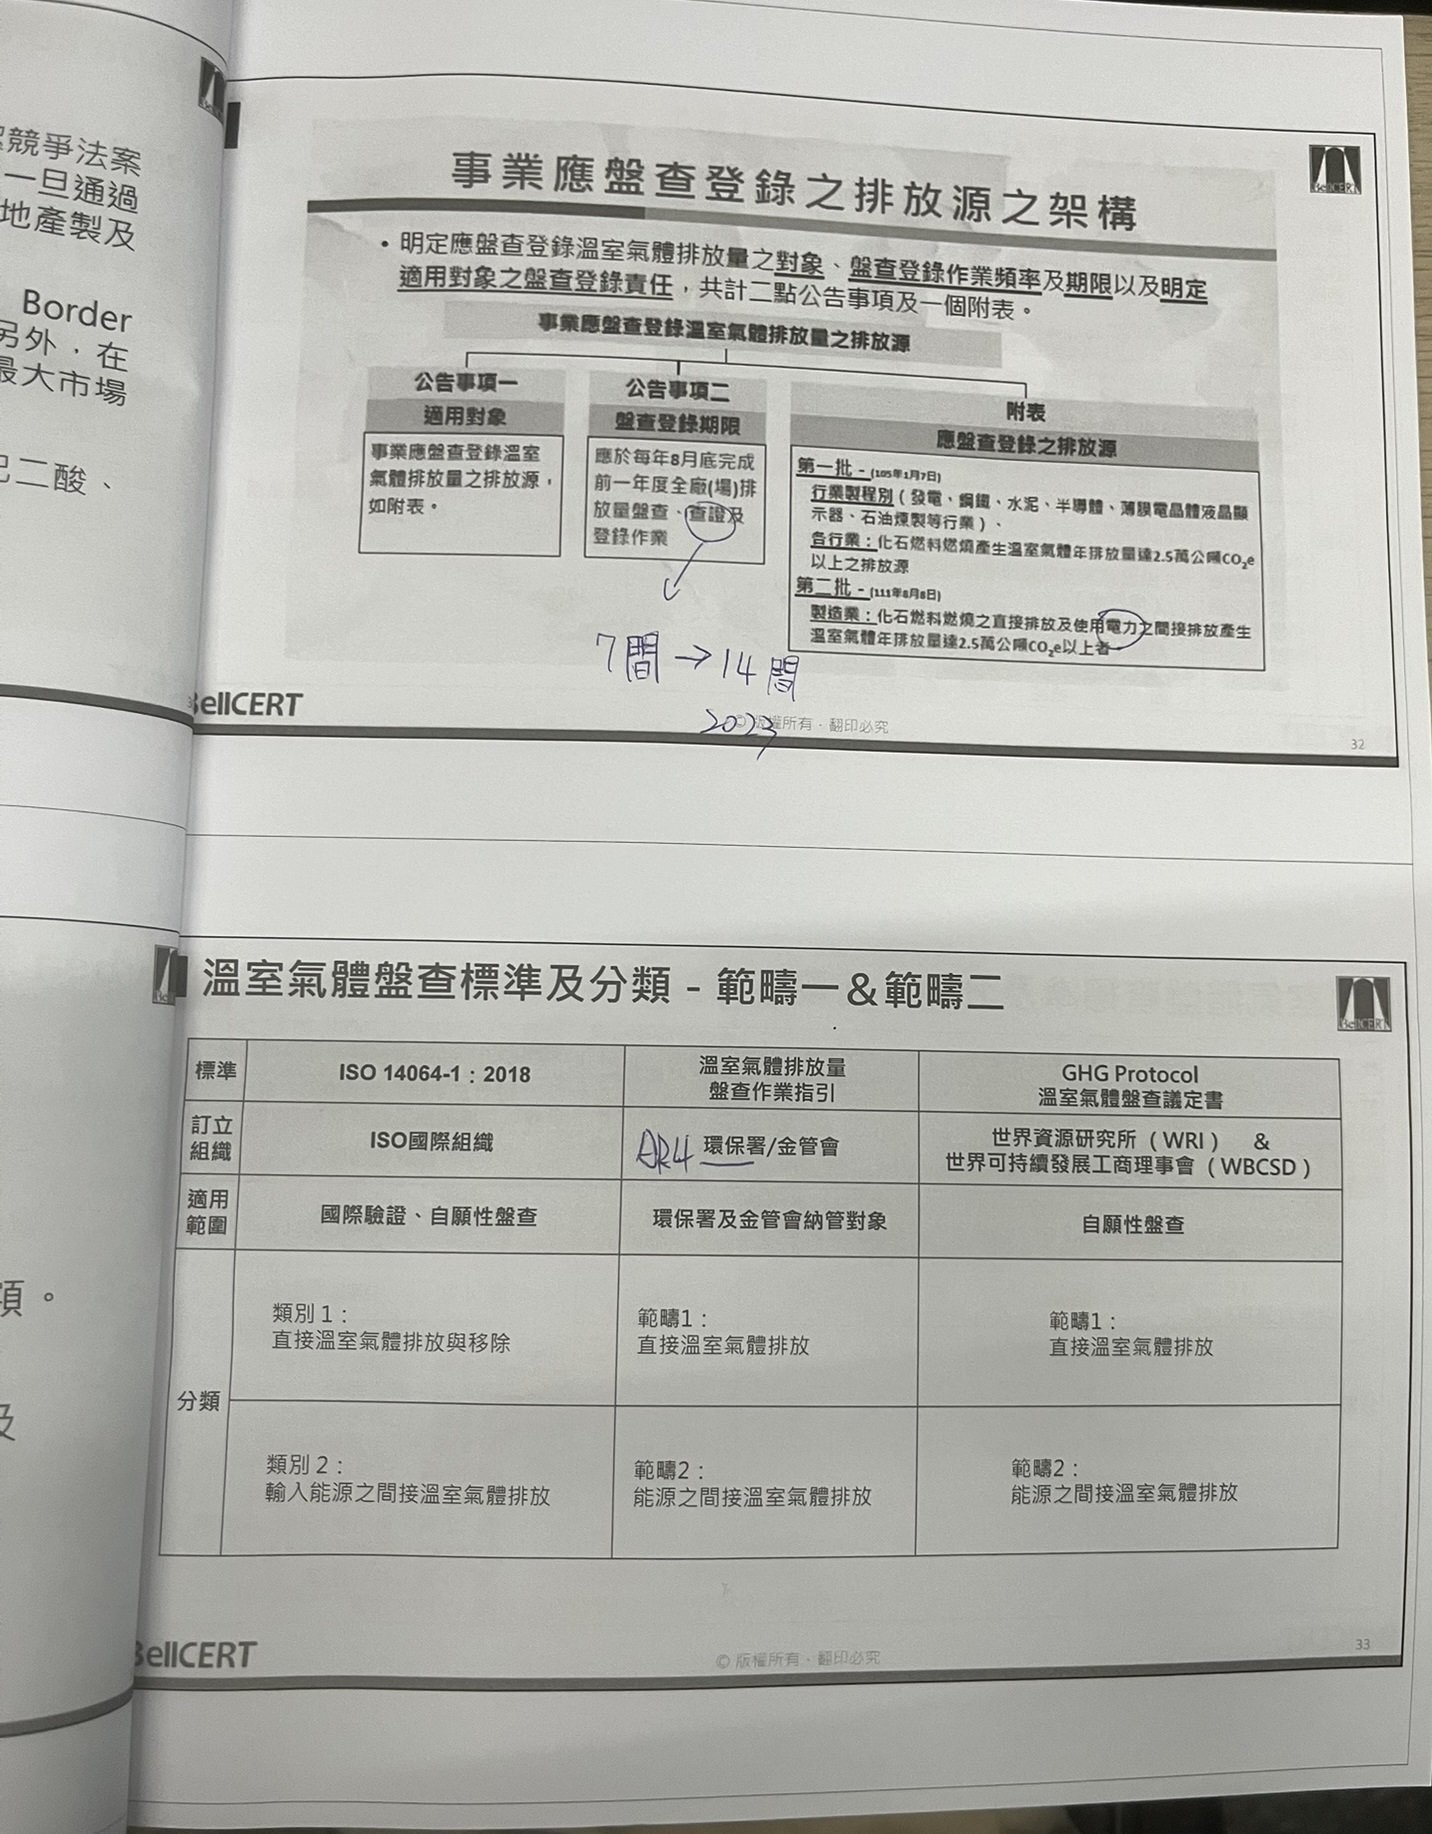 競爭法案
一旦通過
地產製及
Border
另外，在
最大市場
己二酸、
額。
及
BellCERT
事業應盤查登錄之排放源之架構
• 明定應盤查登錄溫室氣體排放量之對象、盤查登錄作業頻率及期限以及明定
適用對象之盤查登錄責任，共計二點公告事項及一個附表。
事業應盤查登錄溫室氣體排放量之排放源
公告事項一
適用對象
事業應盤查登錄溫室
氣體排放量之排放源，
如附表。
公告事項二
盤查登錄期限
應於每年8月底完成
前一年度全廠(場)排
放量盤查、查證及
登錄作業
附表
應盤查登錄之排放源
第一批 - (105年1月7日)
行業製程別（發電、鋼鐵、水泥、半導體、薄膜電晶體液晶顯
示器、石油煉製等行業）、
各行業：化石燃料燃燒產生溫室氣體年排放量達2.5萬公噸CO₂e
以上之排放源
第二批 - (111年8月8日)
製造業：化石燃料燃燒之直接排放及使用電力之間接排放產生
溫室氣體年排放量達2.5萬公噸CO₂e以上者。
7間→14間
2023
BellCERT
© 版權所有．翻印必究
32
溫室氣體盤查標準及分類 - 範疇一＆範疇二
BellCERT
標準
ISO 14064-1：2018
溫室氣體排放量
盤查作業指引
GHG Protocol
溫室氣體盤查議定書
訂立
組織
ISO國際組織
AR4 環保署/金管會
世界資源研究所（WRI） &
世界可持續發展工商理事會（WBCSD）
適用
範圍
國際驗證、自願性盤查
環保署及金管會納管對象
自願性盤查
分類
類別 1：
直接溫室氣體排放與移除
範疇1：
直接溫室氣體排放
範疇1：
直接溫室氣體排放
類別 2：
輸入能源之間接溫室氣體排放
範疇2：
能源之間接溫室氣體排放
範疇2：
能源之間接溫室氣體排放
BellCERT
© 版權所有．翻印必究
33